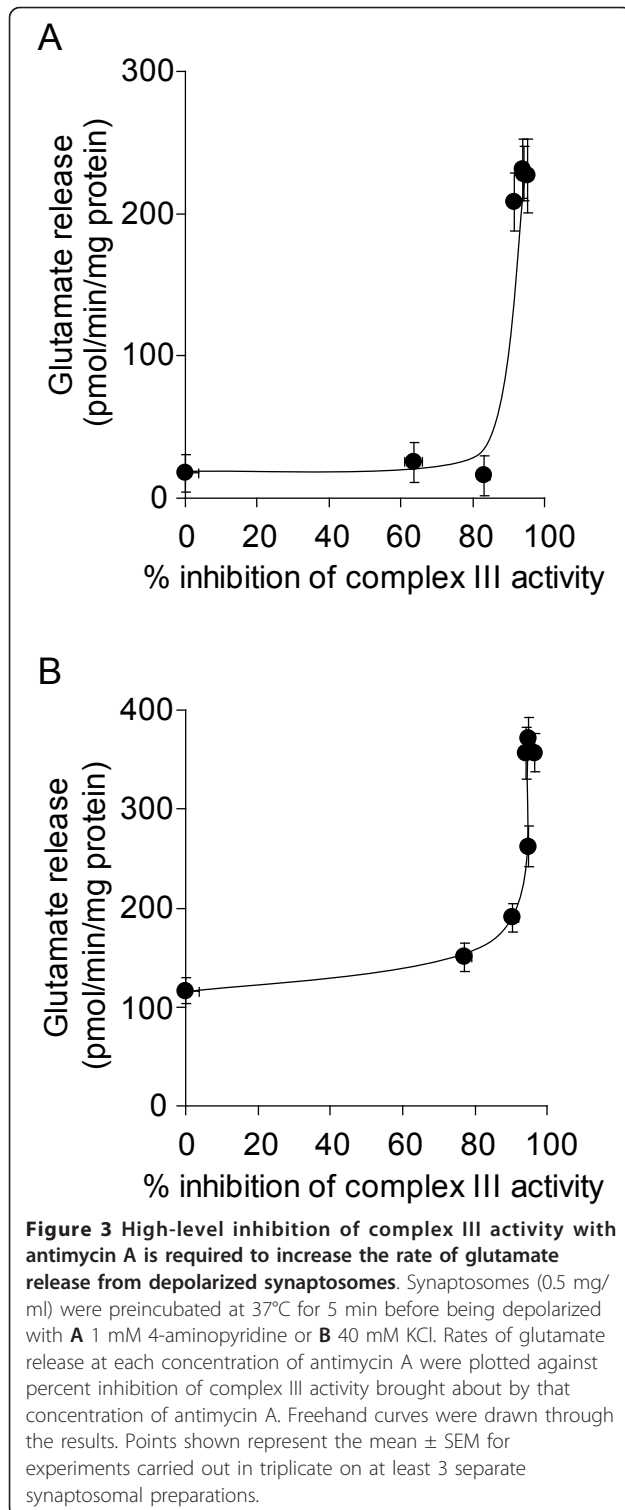 A
300
200
100
0
Glutamate release
(pmol/min/mg protein)
0 20 40 60 80 100
% inhibition of complex III activity
B
400
300
200
100
0
Glutamate release
(pmol/min/mg protein)
0 20 40 60 80 100
% inhibition of complex III activity
Figure 3 High-level inhibition of complex III activity with
antimycin A is required to increase the rate of glutamate
release from depolarized synaptosomes. Synaptosomes (0.5 mg/
ml) were preincubated at 37°C for 5 min before being depolarized
with A 1 mM 4-aminopyridine or B 40 mM KCl. Rates of glutamate
release at each concentration of antimycin A were plotted against
percent inhibition of complex III activity brought about by that
concentration of antimycin A. Freehand curves were drawn through
the results. Points shown represent the mean ± SEM for
experiments carried out in triplicate on at least 3 separate
synaptosomal preparations.